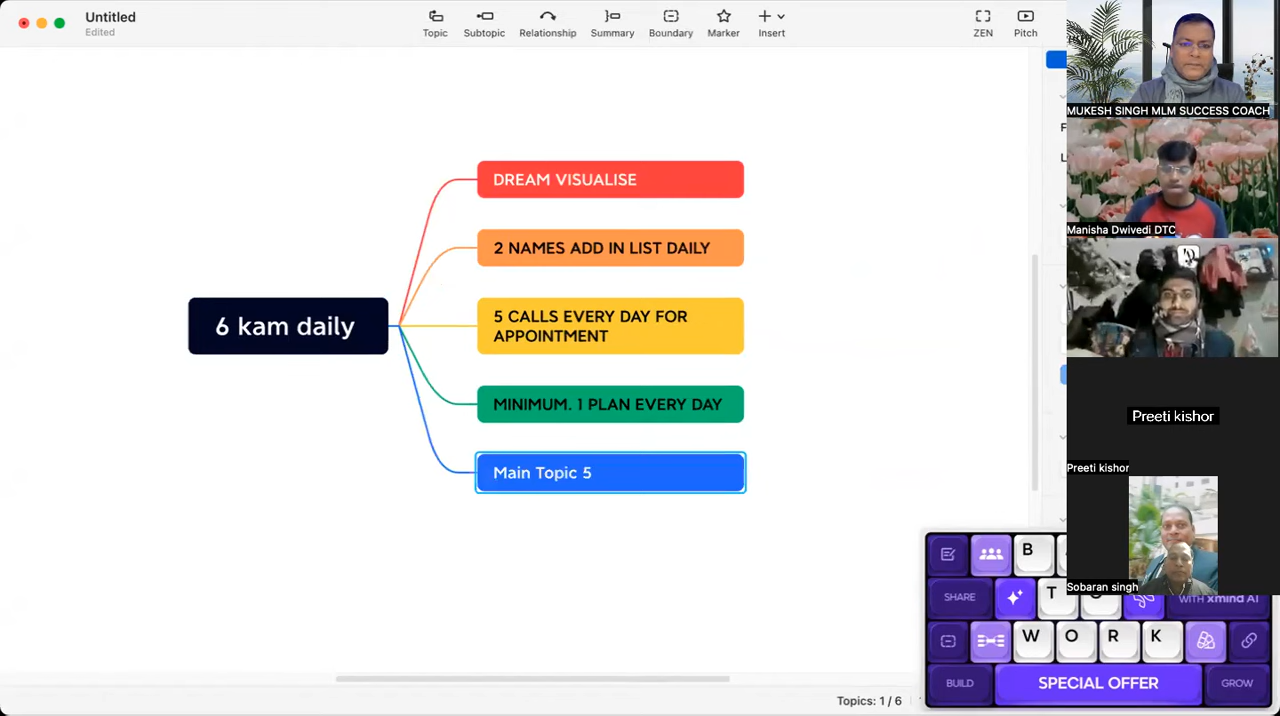 Untitled
Edited
Topic
Subtopic
Relationship
Summary
Boundary
Marker
Insert
ZEN
Pitch
MUKESH SINGH MLM SUCCESS COACH
Manisha Dwivedi DTC
Preeti kishor
Preeti kishor
Sobaran singh
6 kam daily
DREAM VISUALISE
2 NAMES ADD IN LIST DAILY
5 CALLS EVERY DAY FOR
APPOINTMENT
MINIMUM. 1 PLAN EVERY DAY
Main Topic 5
B
SHARE
T
WITH xmind AI
W O R K
BUILD
SPECIAL OFFER
GROW
Topics: 1 / 6